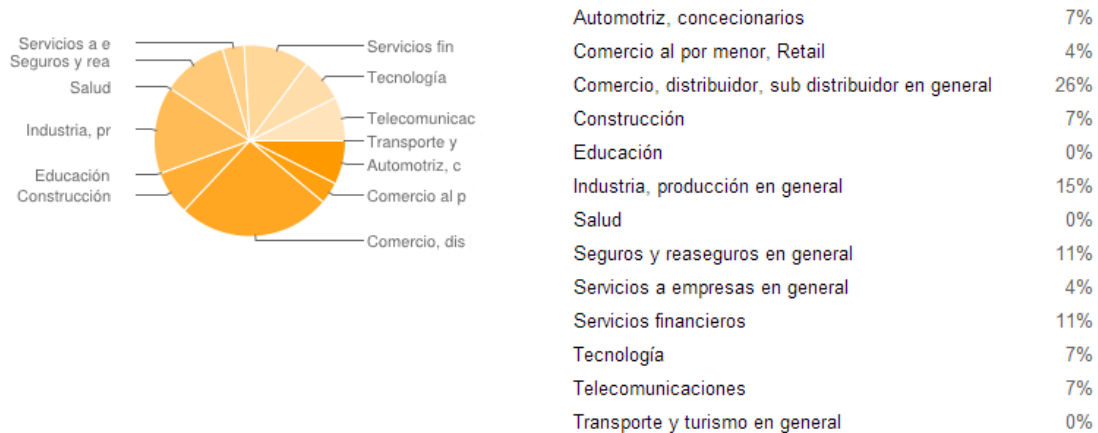 Servicios a e
Seguros y rea
Salud
Industria, pr
Educación
Construcción
Servicios fin
Tecnología
Telecomunicac
Transporte y
Automotriz, c
Comercio al p
Comercio, dis
Automotriz, concecionarios 7%
Comercio al por menor, Retail 4%
Comercio, distribuidor, sub distribuidor en general 26%
Construcción 7%
Educación 0%
Industria, producción en general 15%
Salud 0%
Seguros y reaseguros en general 11%
Servicios a empresas en general 4%
Servicios financieros 11%
Tecnología 7%
Telecomunicaciones 7%
Transporte y turismo en general 0%